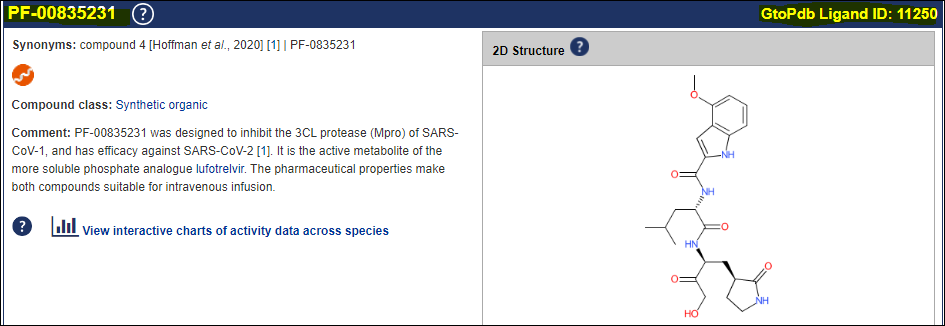 PF-00835231 ?
GtoPdb Ligand ID: 11250
Synonyms: compound 4 [Hoffman et al., 2020] [1] | PF-0835231
Compound class: Synthetic organic
Comment: PF-00835231 was designed to inhibit the 3CL protease (Mpro) of SARS-
CoV-1, and has efficacy against SARS-CoV-2 [1]. It is the active metabolite of the
more soluble phosphate analogue lufotrelvir. The pharmaceutical properties make
both compounds suitable for intravenous infusion.
? View interactive charts of activity data across species
2D Structure ?
O
NH
O
NH
O
HN
O
O
NH
HO